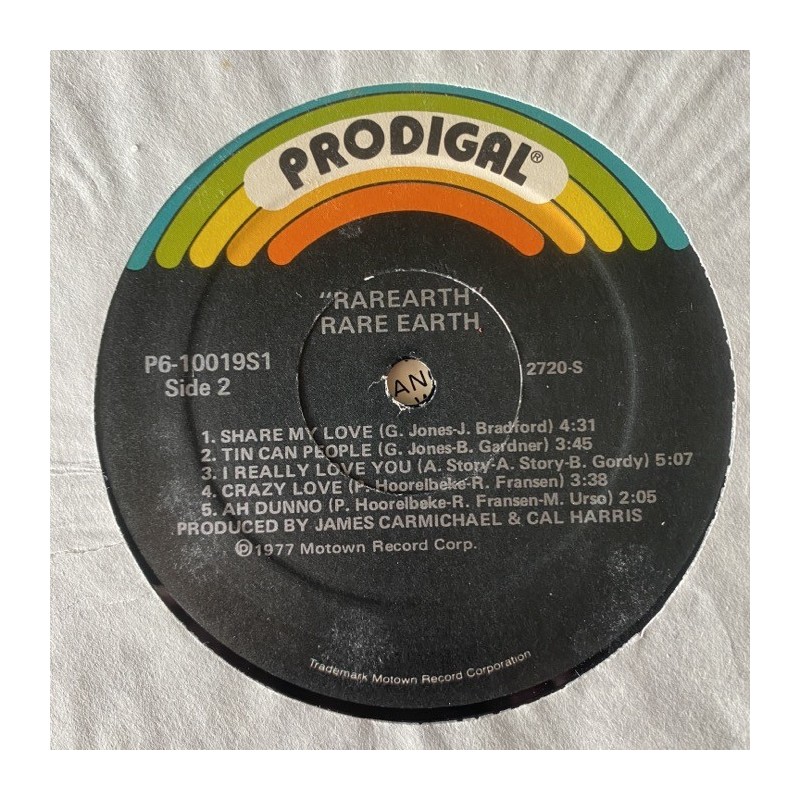 PRODIGAL®
"RAREARTH"
RARE EARTH
P6-10019S1
Side 2
2720-S
AN
1. SHARE MY LOVE (G. Jones-J. Bradford) 4:31
2. TIN CAN PEOPLE (G. Jones-B. Gardner) 3:45
3. I REALLY LOVE YOU (A. Story-A. Story-B. Gordy) 5:07
4. CRAZY LOVE (P. Hoorelbeke-R. Fransen) 3:38
5. AH DUNNO (P. Hoorelbeke-R. Fransen-M. Urso) 2:05
PRODUCED BY JAMES CARMICHAEL & CAL HARRIS
℗1977 Motown Record Corp.
Trademark Motown Record Corporation